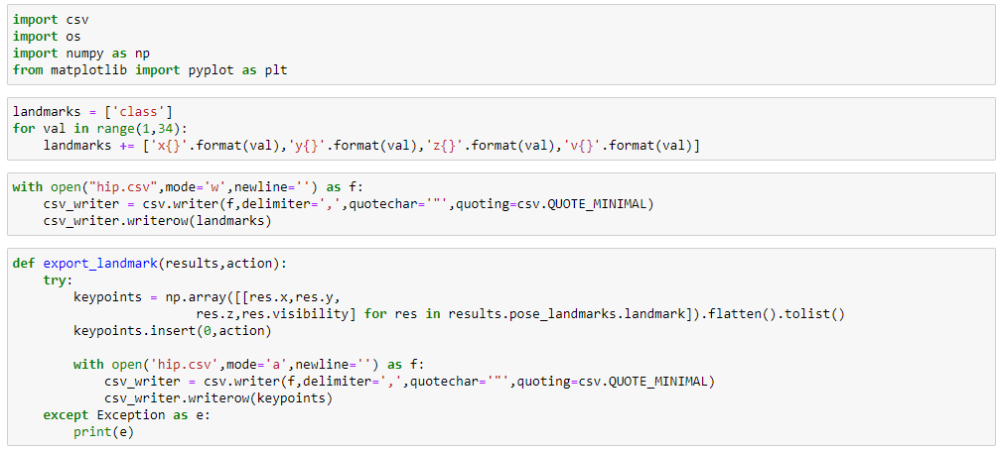 import csv
import os
import numpy as np
from matplotlib import pyplot as plt
landmarks = ['class']
for val in range(1,34):
    landmarks += ['x{}'.format(val),'y{}'.format(val),'z{}'.format(val),'v{}'.format(val)]
with open("hip.csv",mode='w',newline='') as f:
    csv_writer = csv.writer(f,delimiter=',',quotechar='"',quoting=csv.QUOTE_MINIMAL)
    csv_writer.writerow(landmarks)
def export_landmark(results,action):
    try:
        keypoints = np.array([[res.x,res.y,
                        res.z,res.visibility] for res in results.pose_landmarks.landmark]).flatten().tolist()
        keypoints.insert(0,action)
        with open('hip.csv',mode='a',newline='') as f:
            csv_writer = csv.writer(f,delimiter=',',quotechar='"',quoting=csv.QUOTE_MINIMAL)
            csv_writer.writerow(keypoints)
    except Exception as e:
        print(e)